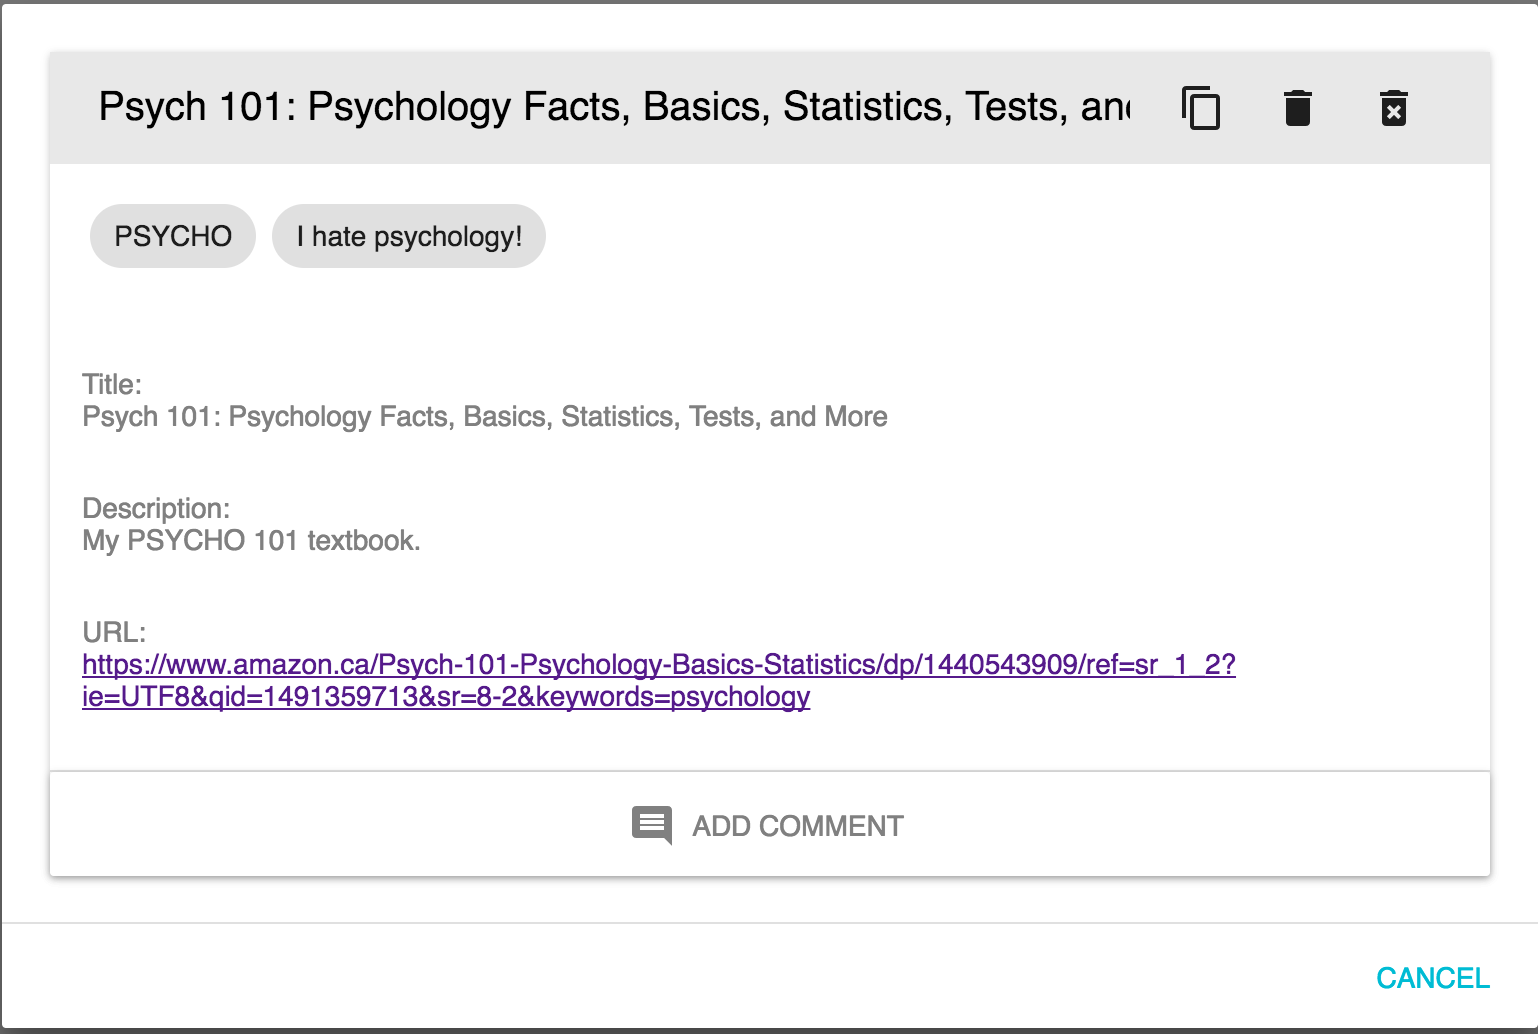 Psych 101: Psychology Facts, Basics, Statistics, Tests, and
PSYCHO
I hate psychology!
Title:
Psych 101: Psychology Facts, Basics, Statistics, Tests, and More
Description:
My PSYCHO 101 textbook.
URL:
https://www.amazon.ca/Psych-101-Psychology-Basics-Statistics/dp/1440543909/ref=sr_1_2?
ie=UTF8&qid=1491359713&sr=8-2&keywords=psychology
ADD COMMENT
CANCEL